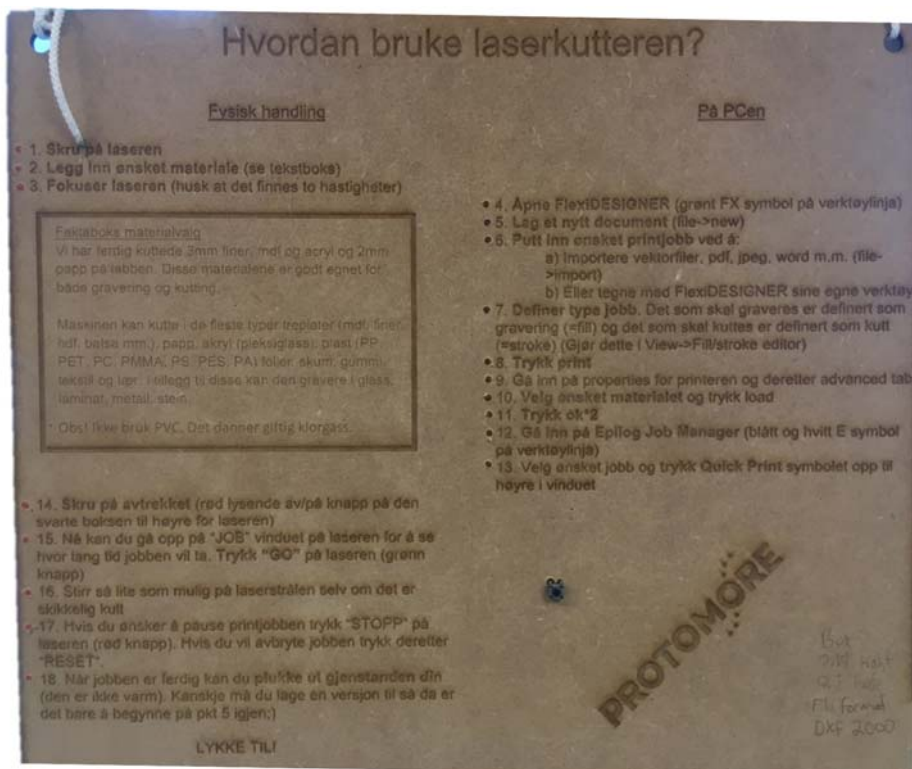 Hvordan bruke laserkutteren?
Fysisk handling
1. Skru på laseren
2. Legg inn ønsket materiale (se tekstboks)
3. Fokuser laseren (husk at det finnes to hastigheter)
Faktaboks materialvalg
Vi har ferdig kuttede 3mm finer, mdf og acryl og 2mm
papp på labben. Disse materialene er godt egnet for
både gravering og kutting.
Maskinen kan kutte i de fleste typer treplater (mdf, finer,
hdf, balsa mm.), papp, akryl (pleksiglass), plast (PP,
PET, PC, PMMA, PS, PES, PA) folier, skum, gummi,
tekstil og lær. I tillegg til disse kan den gravere i glass,
laminat, metall, stein.
Obs! Ikke bruk PVC. Det danner giftig klorgass.
På PCen
4. Åpne FlexiDESIGNER (grønt FX symbol på verktøylinja)
5. Lag et nytt document (file->new)
6. Putt inn ønsket printjobb ved å:
a) Importere vektorfiler, pdf, jpeg, word m.m. (file-
>import)
b) Eller tegne med FlexiDESIGNER sine egne verktøy
7. Definer type jobb. Det som skal graveres er definert som
gravering (=fill) og det som skal kuttes er definert som kutt
(=stroke) (Gjør dette i View->Fill/stroke editor)
8. Trykk print
9. Gå inn på properties for printeren og deretter advanced tab
10. Velg ønsket materialet og trykk load
11. Trykk ok*2
12. Gå inn på Epilog Job Manager (blått og hvitt E symbol
på verktøylinja)
13. Velg ønsket jobb og trykk Quick Print symbolet opp til
høyre i vinduet
14. Skru på avtrekket (rød lysende av/på knapp på den
svarte boksen til høyre for laseren)
15. Nå kan du gå opp på "JOB" vinduet på laseren for å se
hvor lang tid jobben vil ta. Trykk "GO" på laseren (grønn
knapp)
16. Stirr så lite som mulig på laserstrålen selv om det er
skikkelig kult
17. Hvis du ønsker å pause printjobben trykk "STOPP" på
laseren (rød knapp). Hvis du vil avbryte jobben trykk deretter
"RESET".
18. Når jobben er ferdig kan du plukke ut gjenstanden din
(den er ikke varm). Kanskje må du lage en versjon til så da er
det bare å begynne på pkt 5 igjen;)
LYKKE TIL!
PROTOMORE
File format
DXF 2000